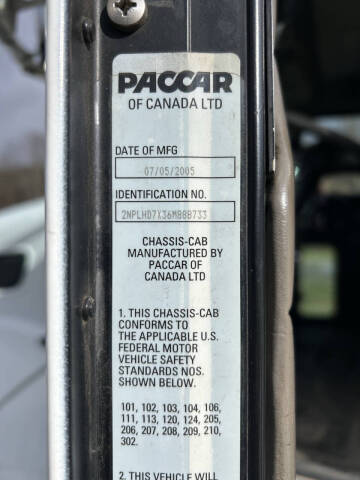 PACCAR
OF CANADA LTD
DATE OF MFG
07/05/2005
IDENTIFICATION NO.
2NPLHD7X36M888733
CHASSIS-CAB
MANUFACTURED BY
PACCAR OF
CANADA LTD
1. THIS CHASSIS-CAB
CONFORMS TO
THE APPLICABLE U.S.
FEDERAL MOTOR
VEHICLE SAFETY
STANDARDS NOS.
SHOWN BELOW.
101, 102, 103, 104, 106,
111, 113, 120, 124, 205,
206, 207, 208, 209, 210,
302.
2. THIS VEHICLE WILL